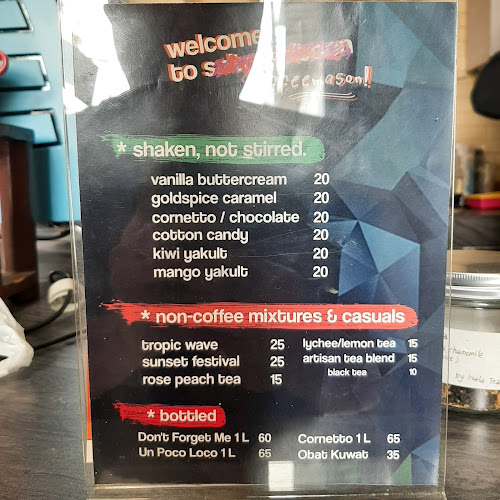 welcome
to s
* shaken, not stirred.
vanilla buttercream 20
goldspice caramel 20
cornetto / chocolate 20
cotton candy 20
kiwi yakult 20
mango yakult 20
* non-coffee mixtures & casuals
tropic wave 25
sunset festival 25
rose peach tea 15
lychee/lemon tea 15
artisan tea blend 15
black tea 10
* bottled
Don't Forget Me 1 L 60
Un Poco Loco 1 L 65
Cornetto 1 L 65
Obat Kuwat 35
chamomile